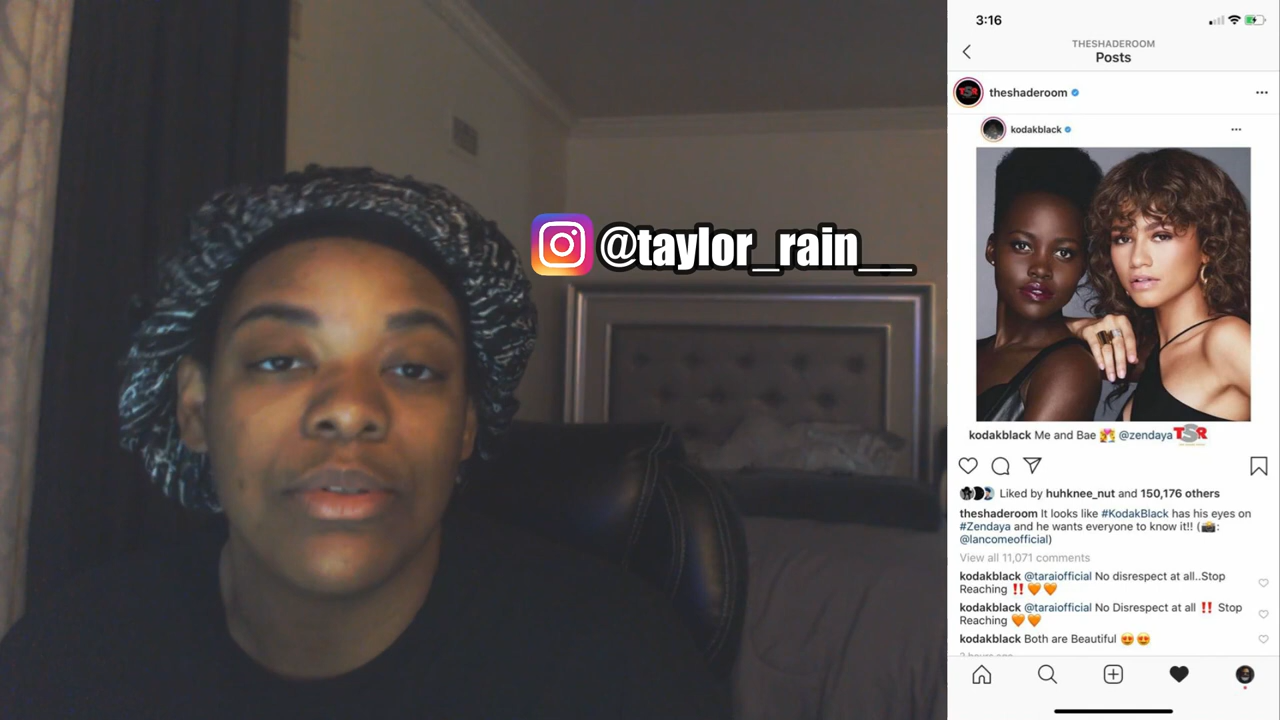 @taylor_rain__
3:16
THESHADEROOM
Posts
TSR
theshaderoom
kodakblack
kodakblack Me and Bae 💏 @zendaya TSR
Liked by huhknee_nut and 150,176 others
theshaderoom It looks like #KodakBlack has his eyes on
#Zendaya and he wants everyone to know it!! (📸:
@lancomeofficial)
View all 11,071 comments
kodakblack @taraiofficial No disrespect at all..Stop
Reaching ‼️🧡🧡
kodakblack @taraiofficial No Disrespect at all ‼️ Stop
Reaching 🧡🧡
kodakblack Both are Beautiful 😍😍